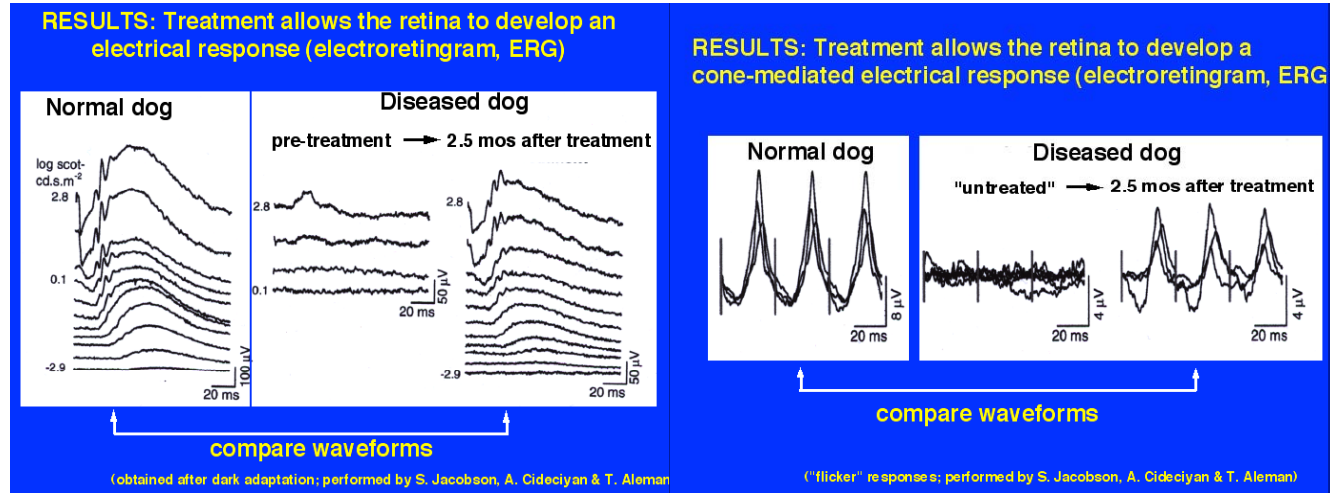 RESULTS: Treatment allows the retina to develop an
electrical response (electroretingram, ERG)
Normal dog
Diseased dog
pre-treatment
2.5 mos after treatment
log scot-
cd.s.m-2
2.8
0.1
-2.9
100 µV
20 ms
2.8
0.1
50 µV
20 ms
2.8
-2.9
50 µV
20 ms
compare waveforms
(obtained after dark adaptation; performed by S. Jacobson, A. Cideciyan & T. Aleman
RESULTS: Treatment allows the retina to develop a
cone-mediated electrical response (electroretingram, ERG
Normal dog
Diseased dog
"untreated"
2.5 mos after treatment
8 µV
20 ms
4 µV
20 ms
4 µV
20 ms
compare waveforms
("flicker" responses; performed by S. Jacobson, A. Cideciyan & T. Aleman)